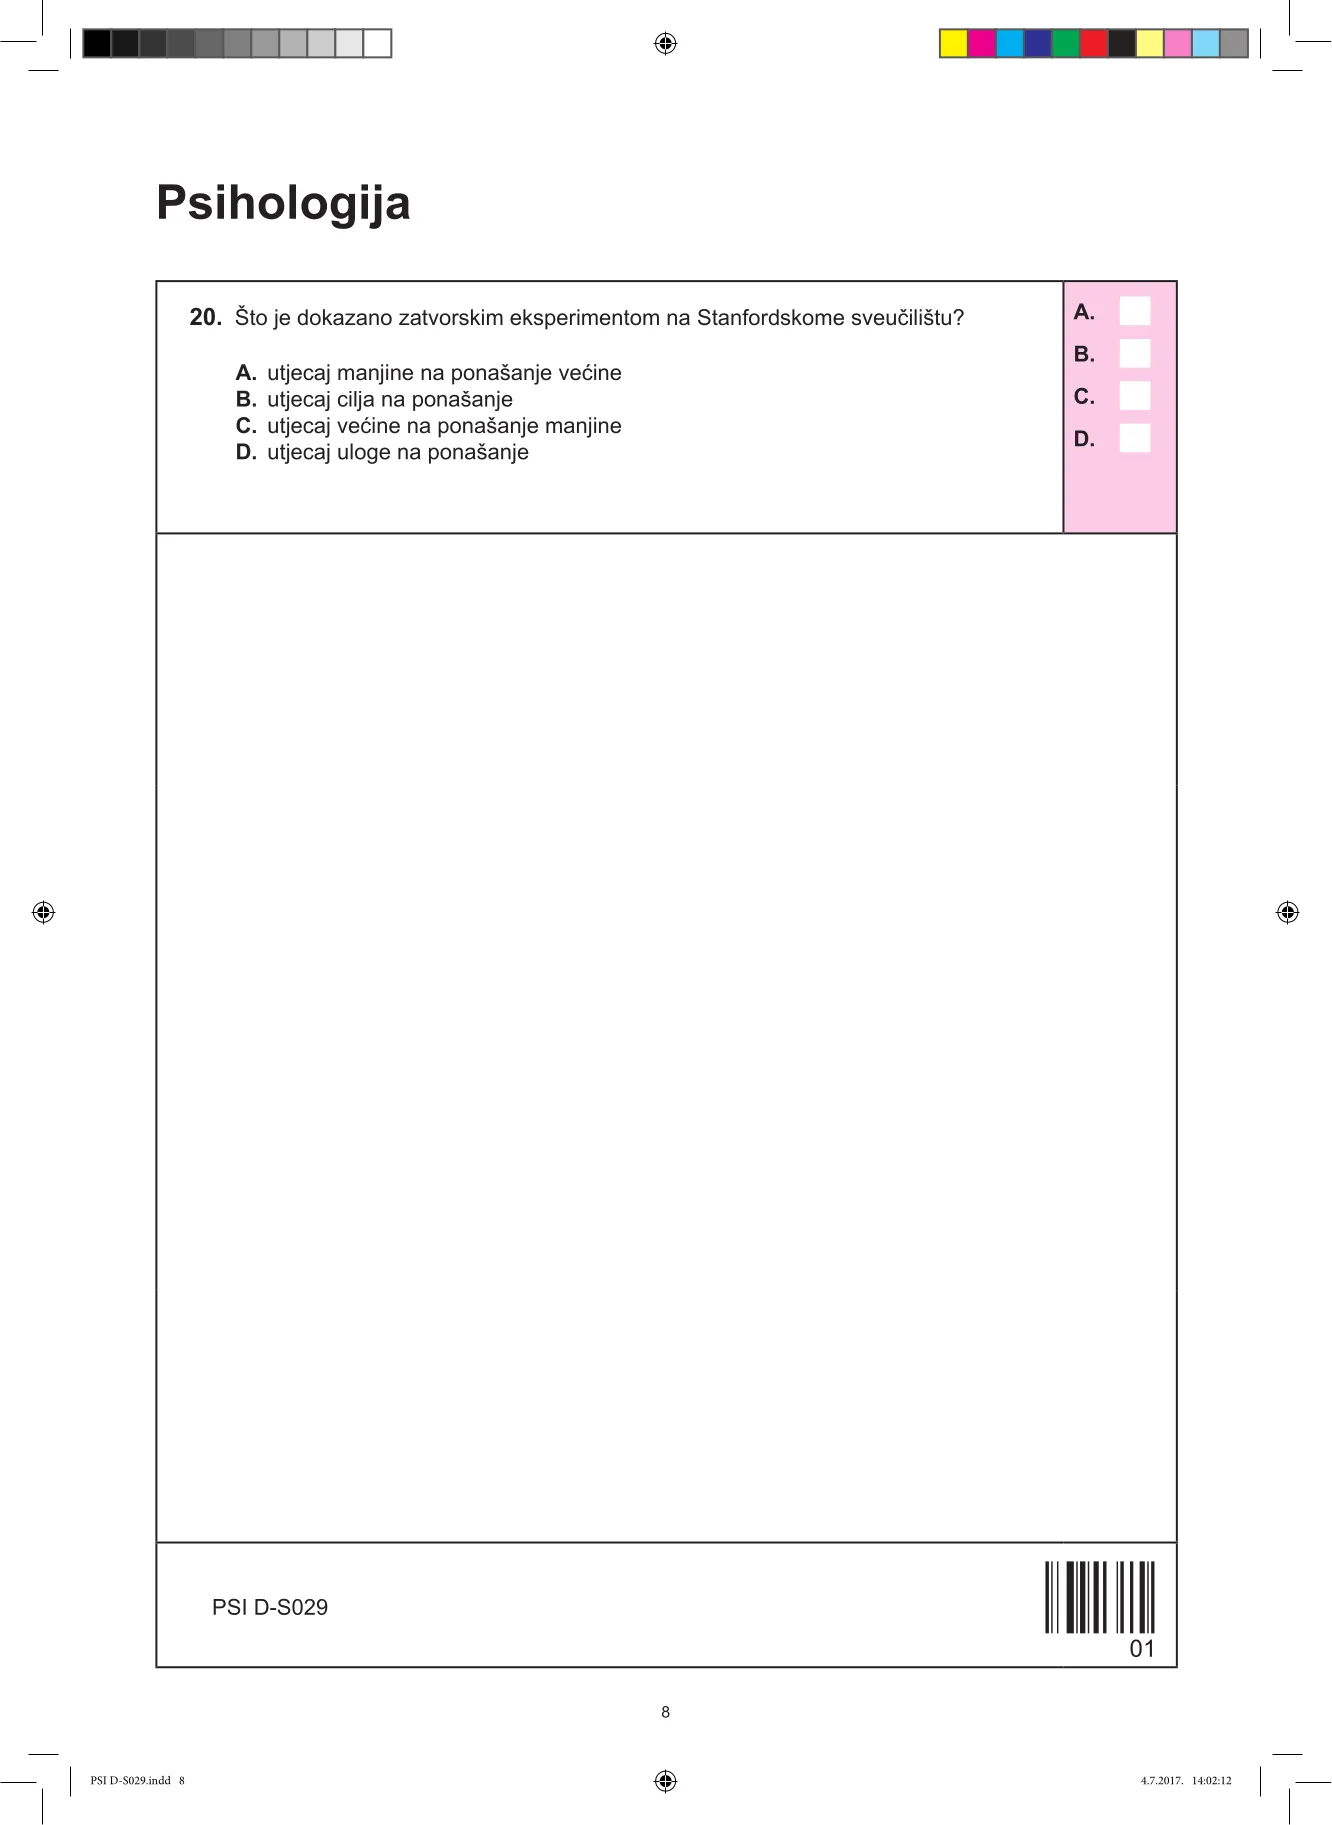 Psihologija
20. Što je dokazano zatvorskim eksperimentom na Stanfordskome sveučilištu?
A. utjecaj manjine na ponašanje većine
B. utjecaj cilja na ponašanje
C. utjecaj većine na ponašanje manjine
D. utjecaj uloge na ponašanje
A.
B.
C.
D.
PSI D-S029
01
8
PSI D-S029.indd 8
4.7.2017. 14:02:12